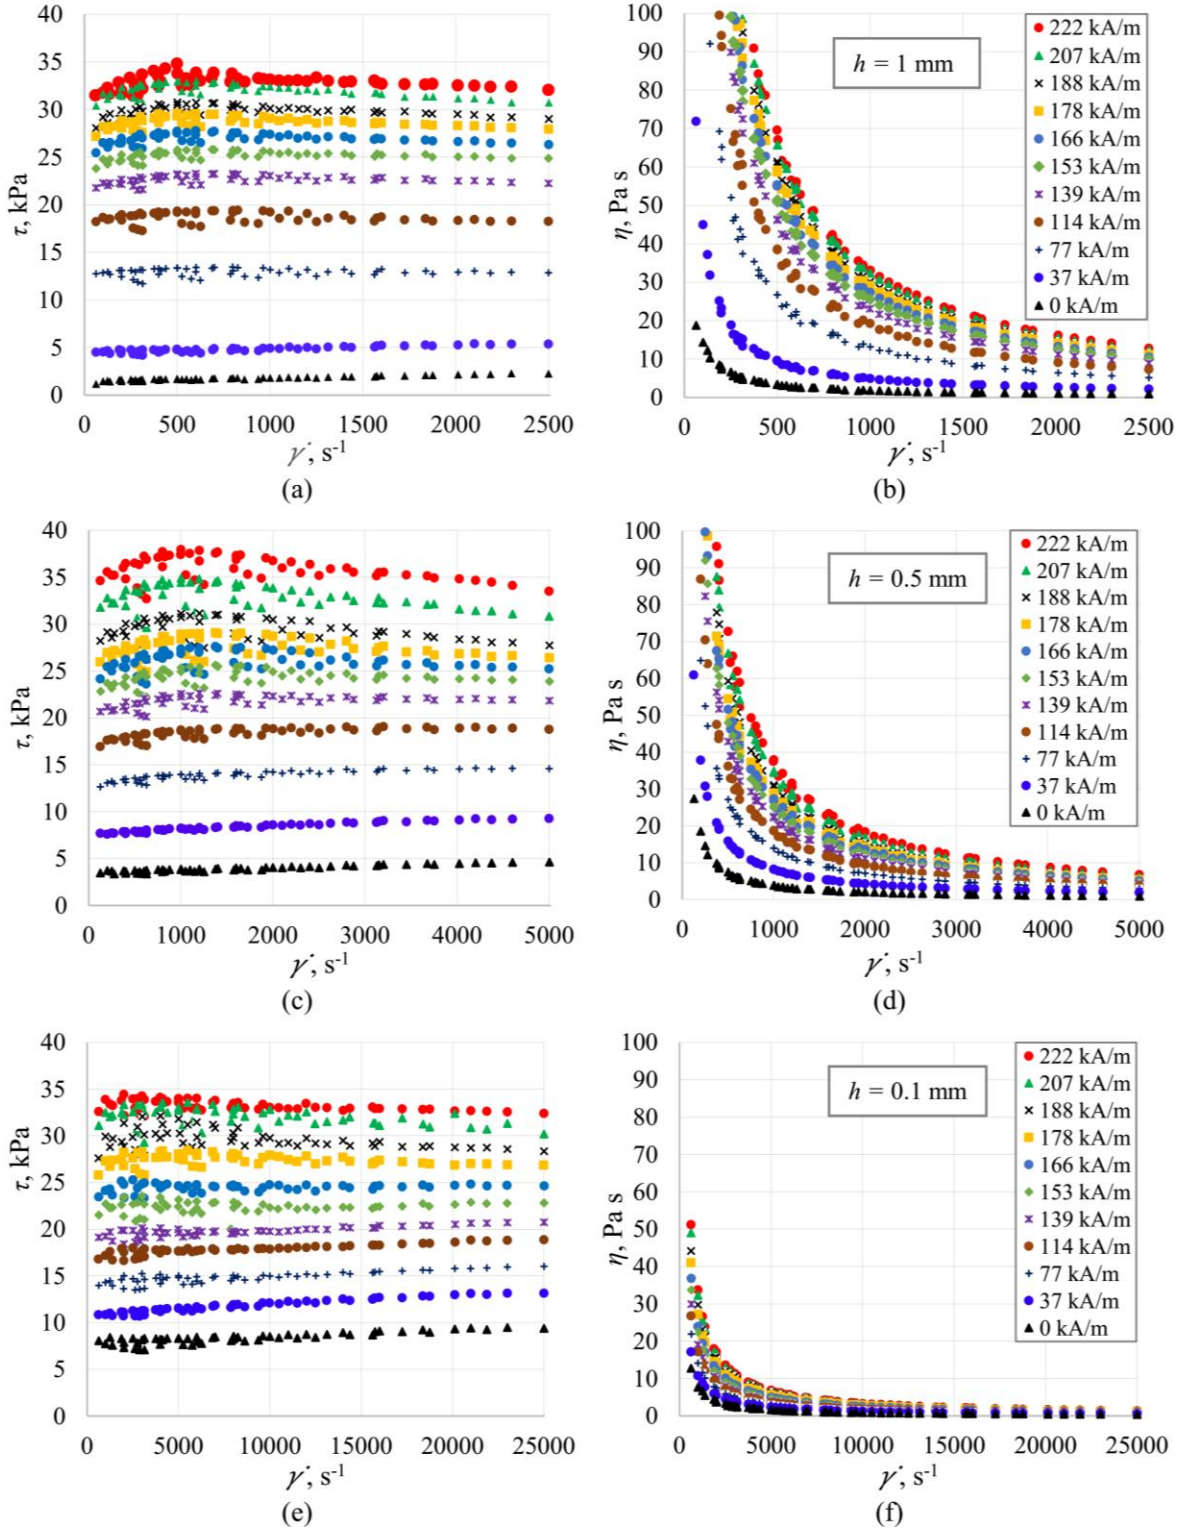 40
35
30
25
20
15
10
5
0
τ, kPa
0 500 1000 1500 2000 2500
γ̇, s-1
(a)
100
90
80
70
60
50
40
30
20
10
0
η, Pa s
h = 1 mm
222 kA/m
207 kA/m
188 kA/m
178 kA/m
166 kA/m
153 kA/m
139 kA/m
114 kA/m
77 kA/m
37 kA/m
0 kA/m
0 500 1000 1500 2000 2500
γ̇, s-1
(b)
40
35
30
25
20
15
10
5
0
τ, kPa
0 1000 2000 3000 4000 5000
γ̇, s-1
(c)
100
90
80
70
60
50
40
30
20
10
0
η, Pa s
h = 0.5 mm
222 kA/m
207 kA/m
188 kA/m
178 kA/m
166 kA/m
153 kA/m
139 kA/m
114 kA/m
77 kA/m
37 kA/m
0 kA/m
0 1000 2000 3000 4000 5000
γ̇, s-1
(d)
40
35
30
25
20
15
10
5
0
τ, kPa
0 5000 10000 15000 20000 25000
γ̇, s-1
(e)
100
90
80
70
60
50
40
30
20
10
0
η, Pa s
h = 0.1 mm
222 kA/m
207 kA/m
188 kA/m
178 kA/m
166 kA/m
153 kA/m
139 kA/m
114 kA/m
77 kA/m
37 kA/m
0 kA/m
0 5000 10000 15000 20000 25000
γ̇, s-1
(f)